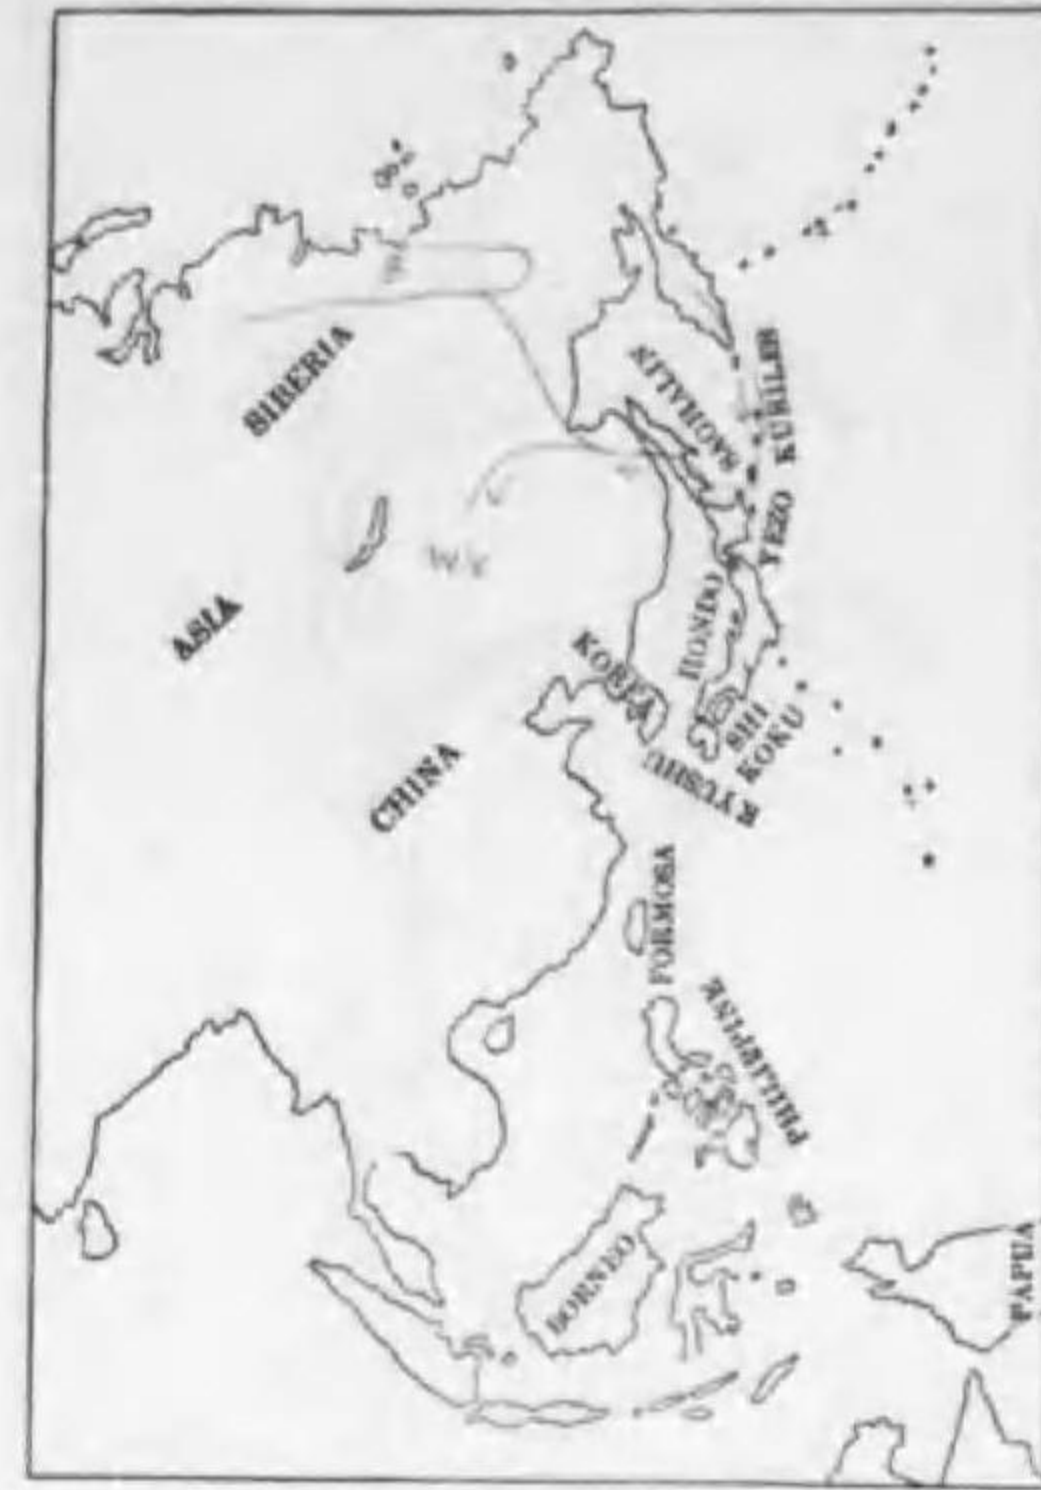 SIBERIA
SAGHALIN
KURILES
YEZO
ASIA
HONDO
KOREA
SHI
KOKU
KYUSHU
CHINA
FORMOSA
PHILIPPINE
BORNEO
PAPUA